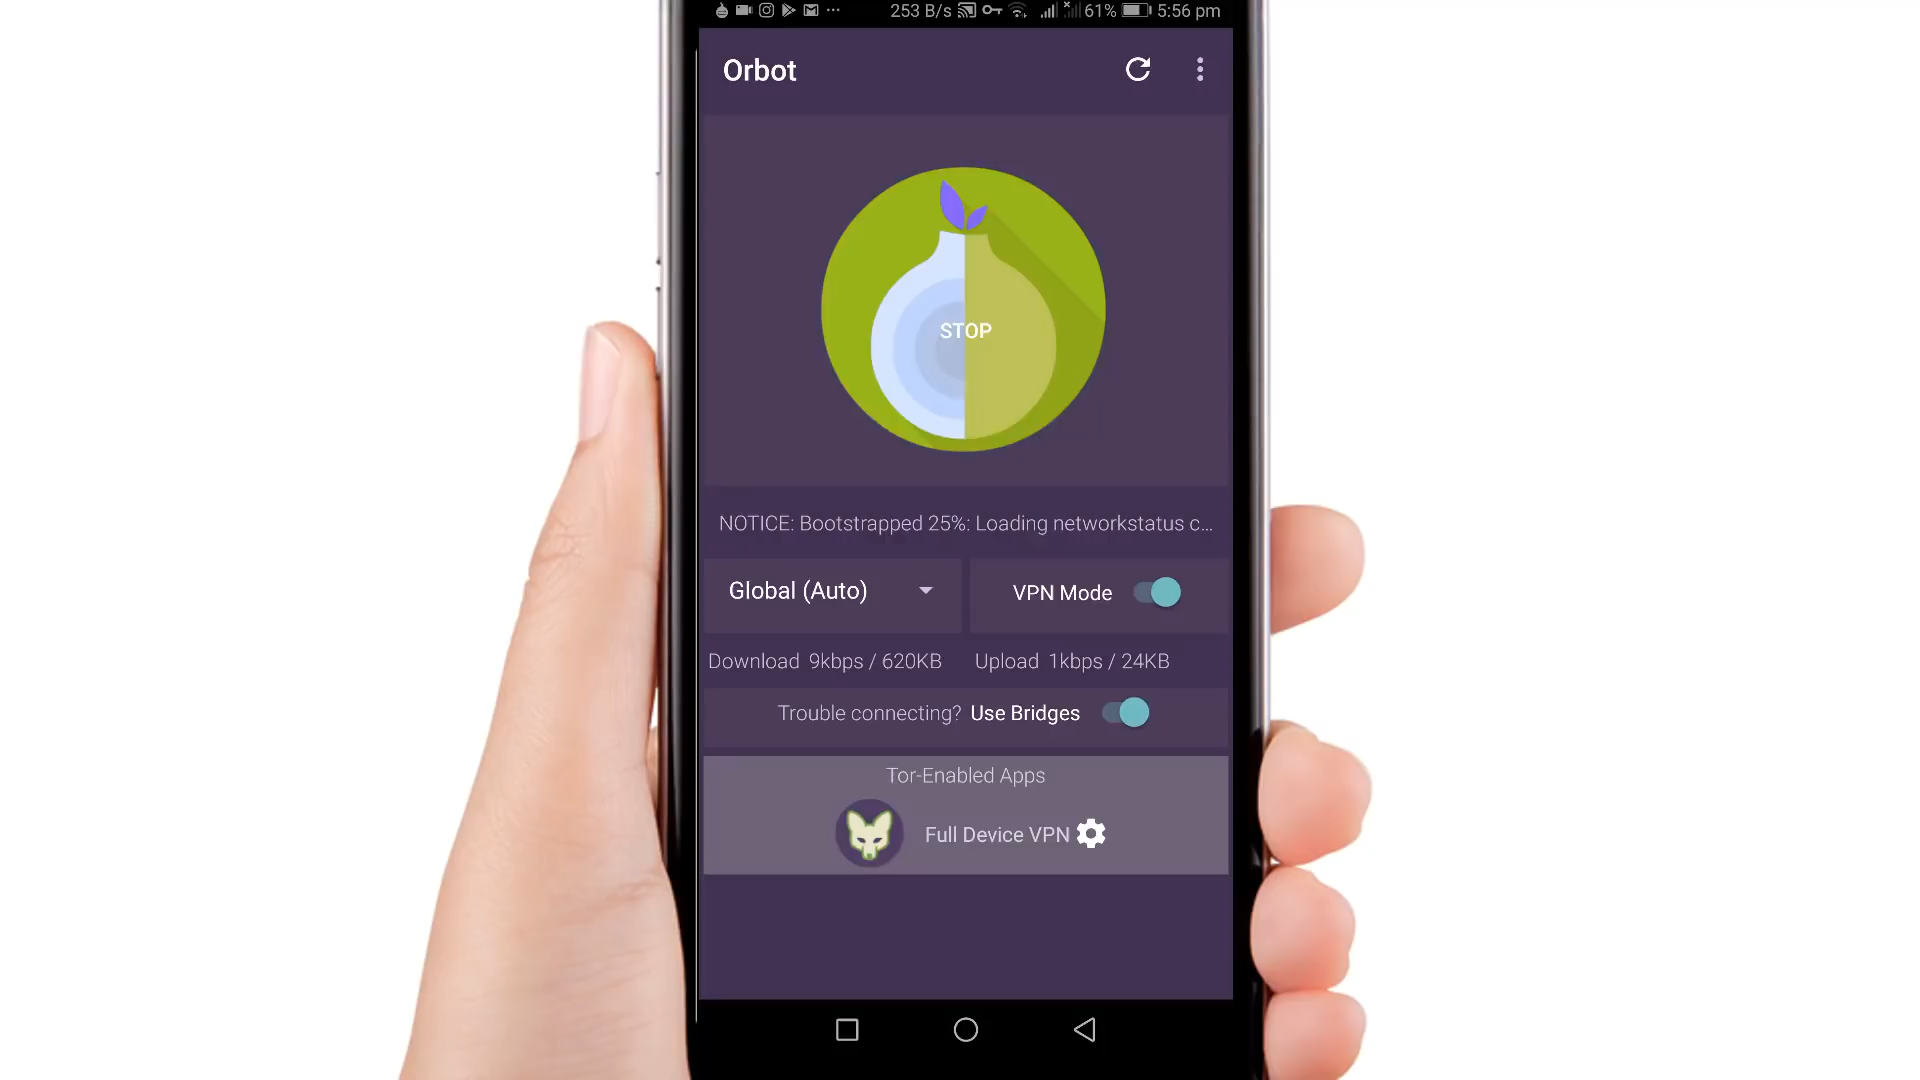 253 B/s 61% 5:56 pm
Orbot
STOP
NOTICE: Bootstrapped 25%: Loading networkstatus c...
Global (Auto)
VPN Mode
Download 9kbps / 620KB
Upload 1kbps / 24KB
Trouble connecting? Use Bridges
Tor-Enabled Apps
Full Device VPN